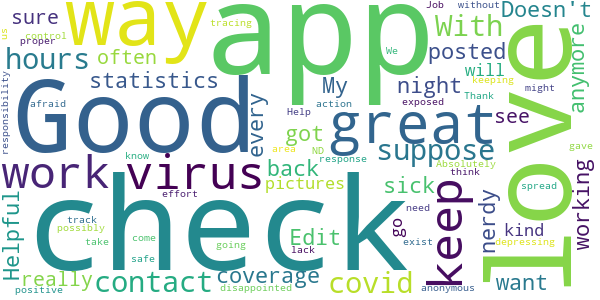 sure
way
app
With
Doesn't
us
control
proper
tracing
Job
without
We
hours
often
statistics
My
posted
will
keeping
night
might
anymore
love
responsibility
Good
every
afraid
Help
action
exposed
Thank
great
see
area
ND
got
suppose
Absolutely
gave
work
virus
know
response
back
pictures
sick
keep
think
spread
kind
working
Helpful
check
effort
track
possibly
take
come
safe
Edit
lack
go
need
exist
nerdy
depressing
really
contact
going
coverage
covid
want
positive
disappointed
anonymous